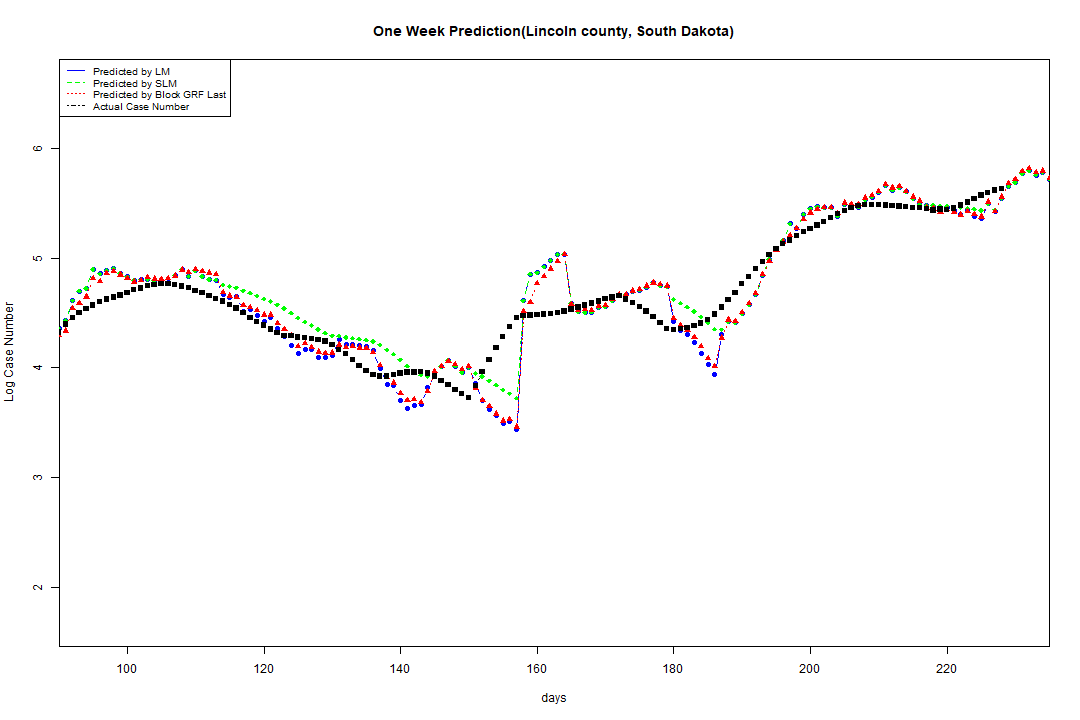 One Week Prediction(Lincoln county, South Dakota)
Predicted by LM
Predicted by SLM
Predicted by Block GRF Last
Actual Case Number
6
5
4
3
2
Log Case Number
100 120 140 160 180 200 220
days